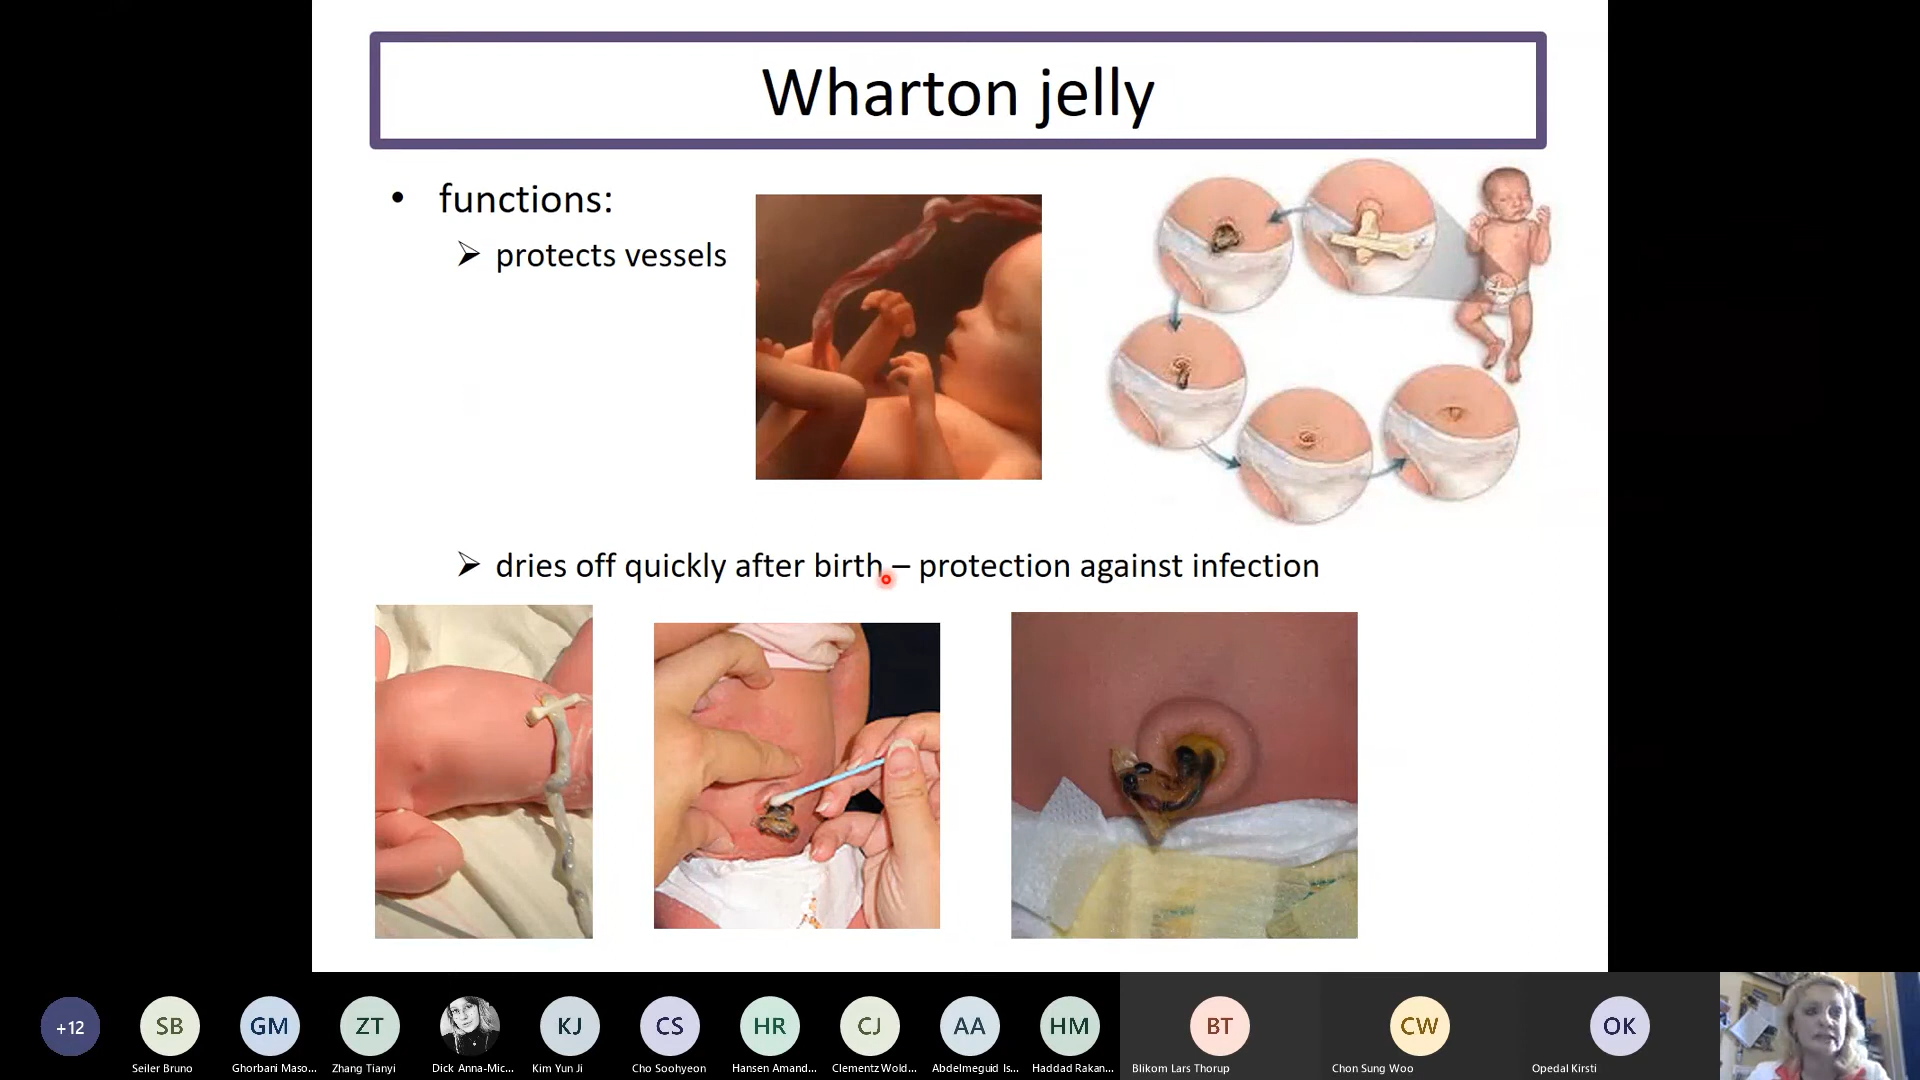 Wharton jelly
• functions:
➢ protects vessels
➢ dries off quickly after birth – protection against infection
+12
SB
GM
ZT
KJ
CS
HR
CJ
AA
HM
BT
CW
OK
Seiler Bruno
Ghorbani Maso...
Zhang Tianyi
Dick Anna-Mic...
Kim Yun Ji
Cho Soohyeon
Hansen Amand...
Clementz Wold...
Abdelmeguid Is...
Haddad Rakan...
Blikom Lars Thorup
Chon Sung Woo
Opedal Kirsti